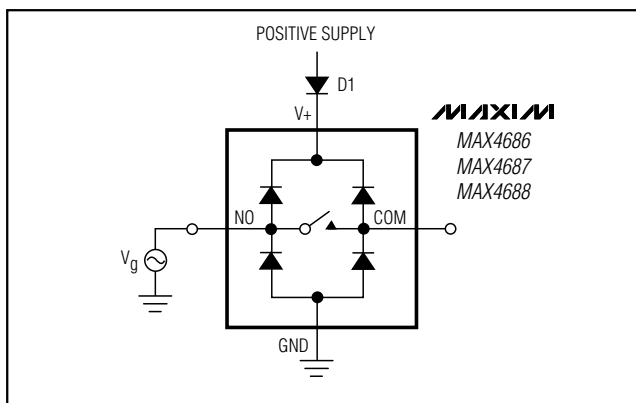 POSITIVE SUPPLY
D1
V+
MAXIM
MAX4686
MAX4687
MAX4688
NO
COM
Vg
GND